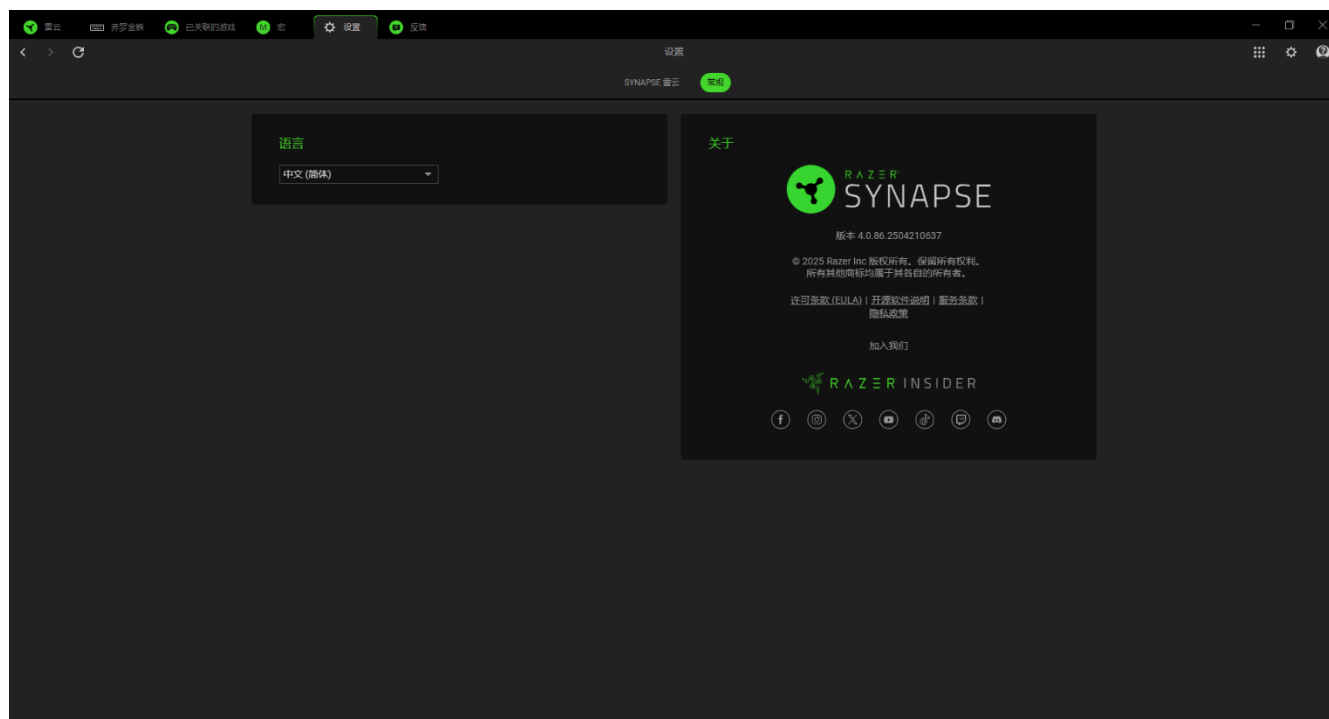 雷云 乔罗金蛛 已关联的游戏 宏 设置 反馈
设置
SYNAPSE 雷云 常规
语言
中文 (简体)
关于
RAZER
SYNAPSE
版本 4.0.86.2504210637
© 2025 Razer Inc 版权所有。保留所有权利。
所有其他商标均属于其各自的所有者。
许可条款 (EULA) | 开源软件说明 | 服务条款 |
隐私政策
加入我们
RAZER INSIDER